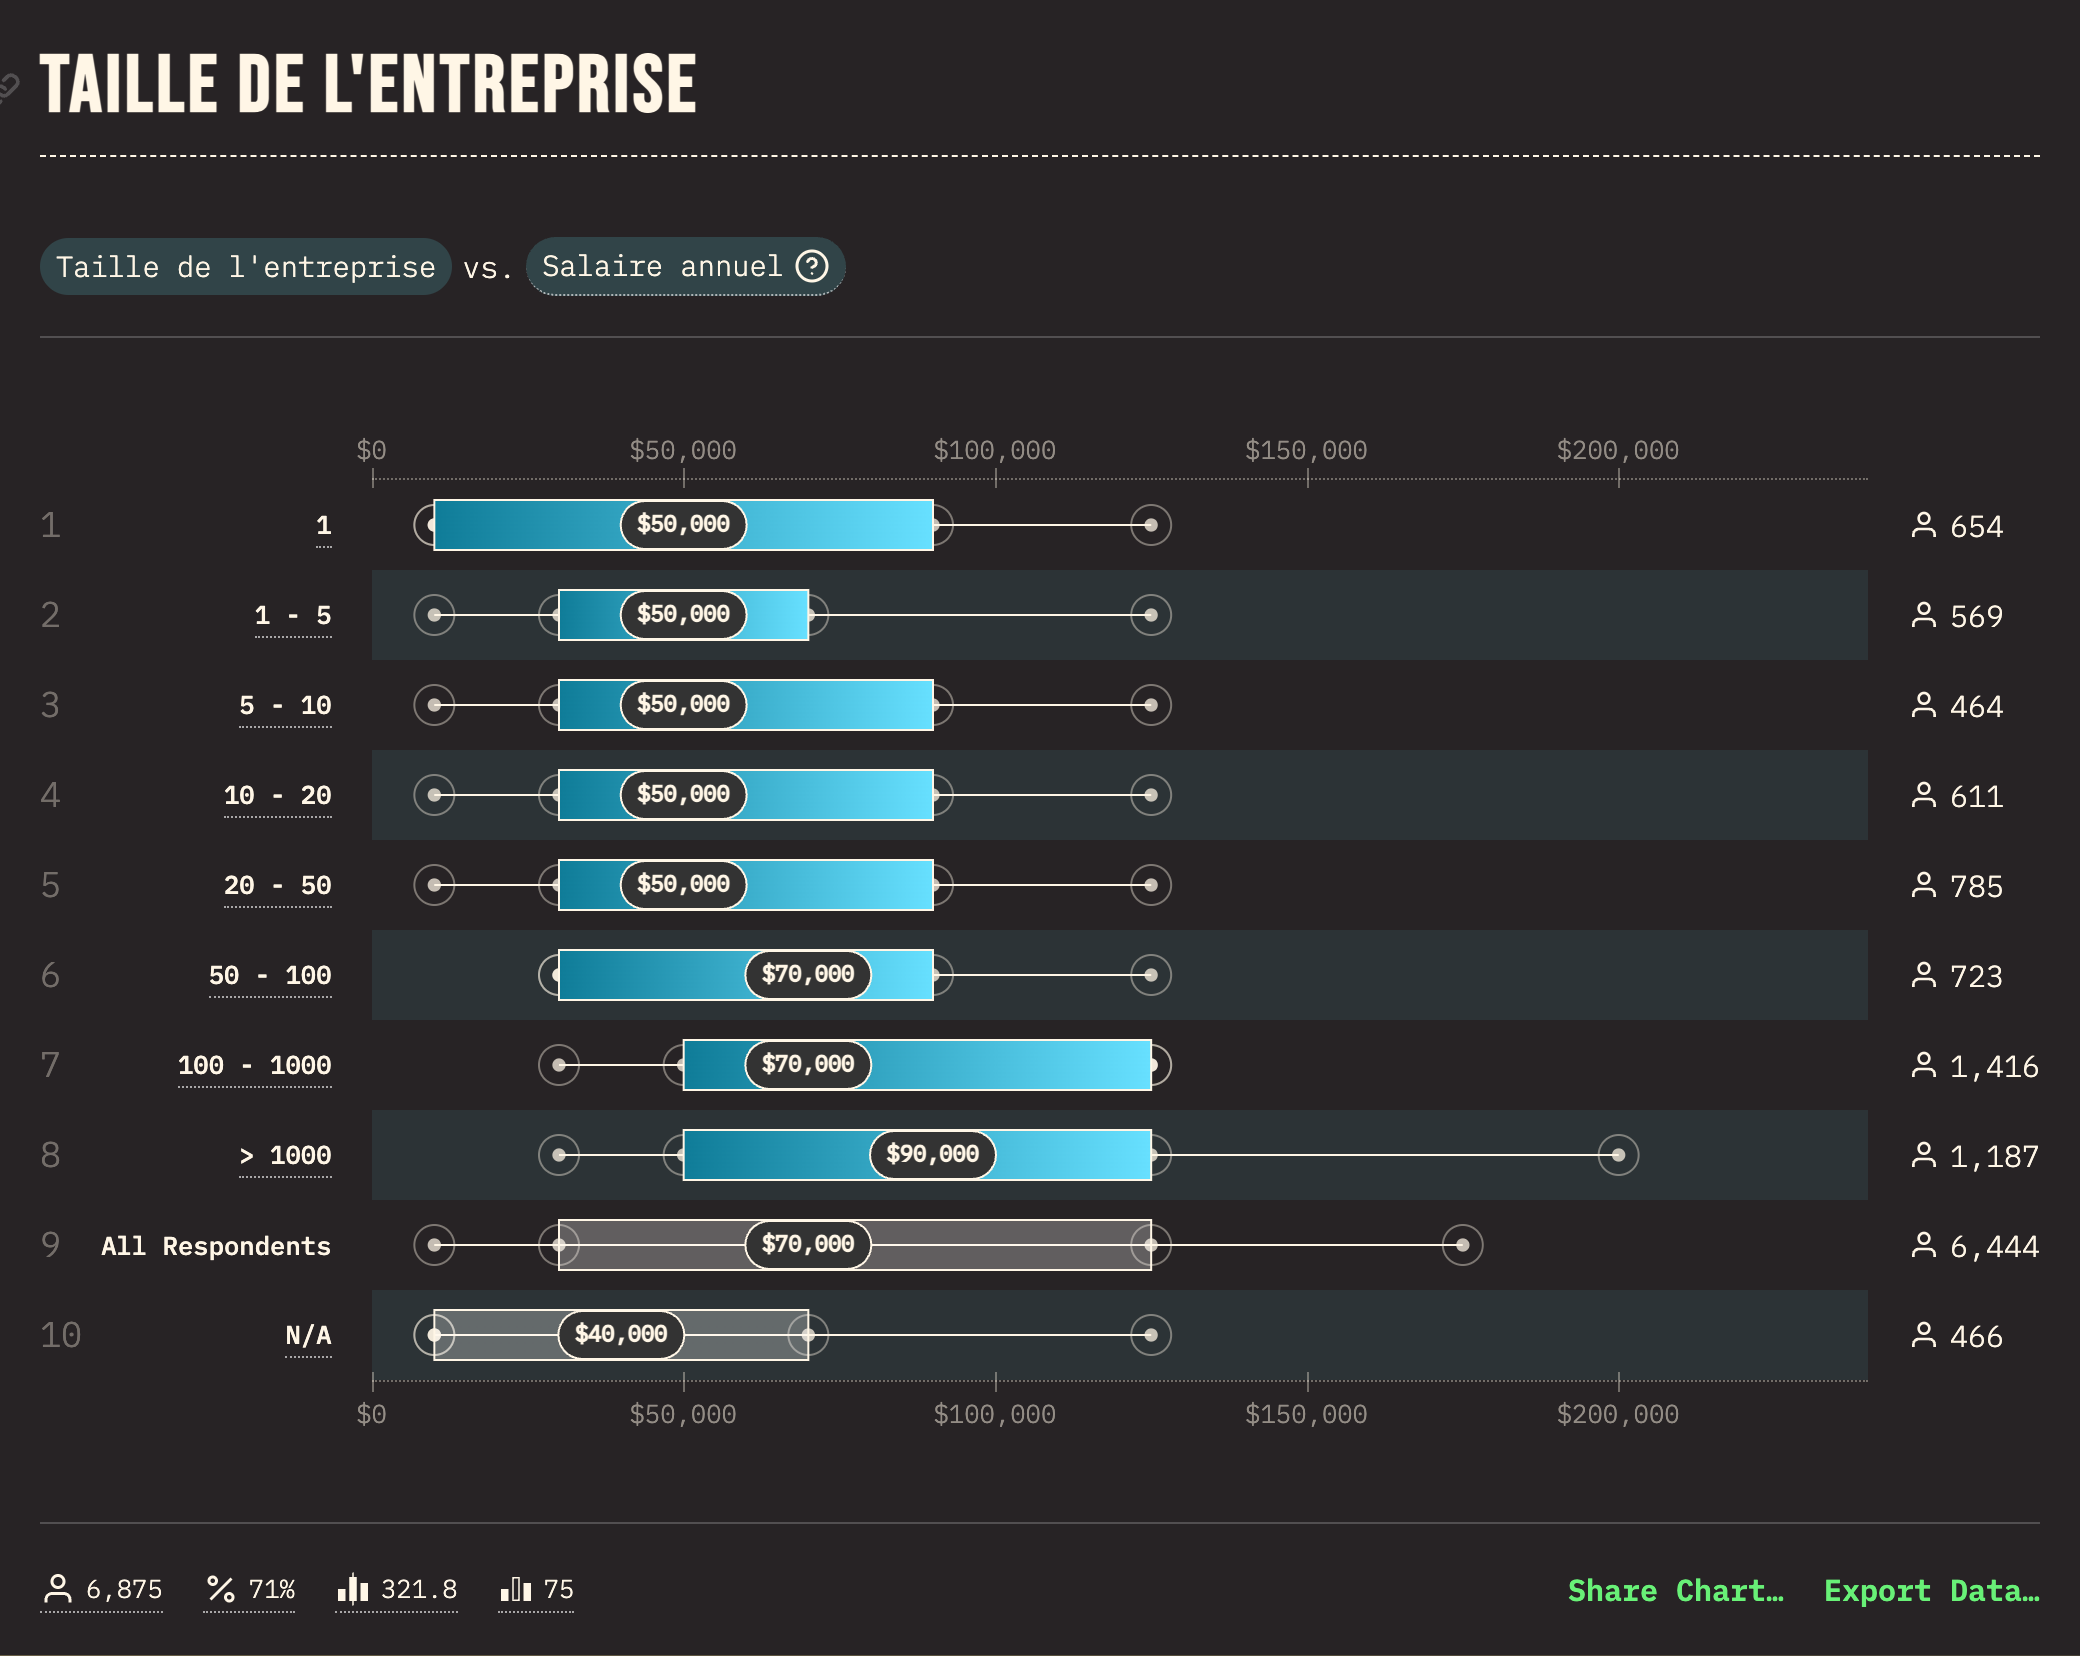 TAILLE DE L'ENTREPRISE
Taille de l'entreprise vs. Salaire annuel ?
$0 $50,000 $100,000 $150,000 $200,000
1 1 $50,000 654
2 1 - 5 $50,000 569
3 5 - 10 $50,000 464
4 10 - 20 $50,000 611
5 20 - 50 $50,000 785
6 50 - 100 $70,000 723
7 100 - 1000 $70,000 1,416
8 > 1000 $90,000 1,187
9 All Respondents $70,000 6,444
10 N/A $40,000 466
$0 $50,000 $100,000 $150,000 $200,000
6,875 71% 321.8 75 Share Chart… Export Data…